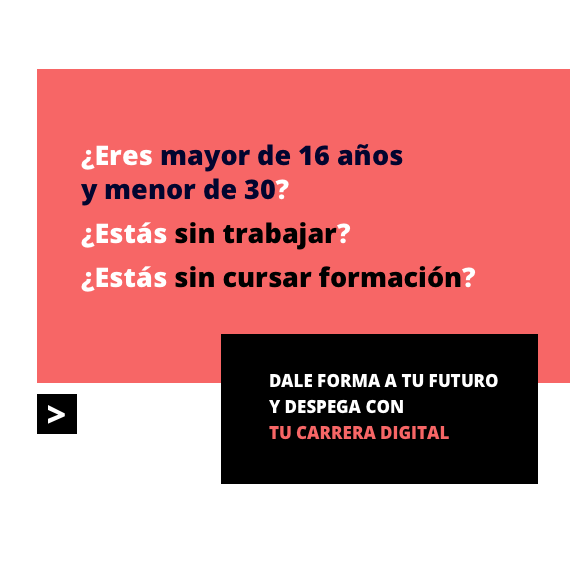 ¿Eres mayor de 16 años
y menor de 30?
¿Estás sin trabajar?
¿Estás sin cursar formación?
DALE FORMA A TU FUTURO
Y DESPEGA CON
TU CARRERA DIGITAL
>